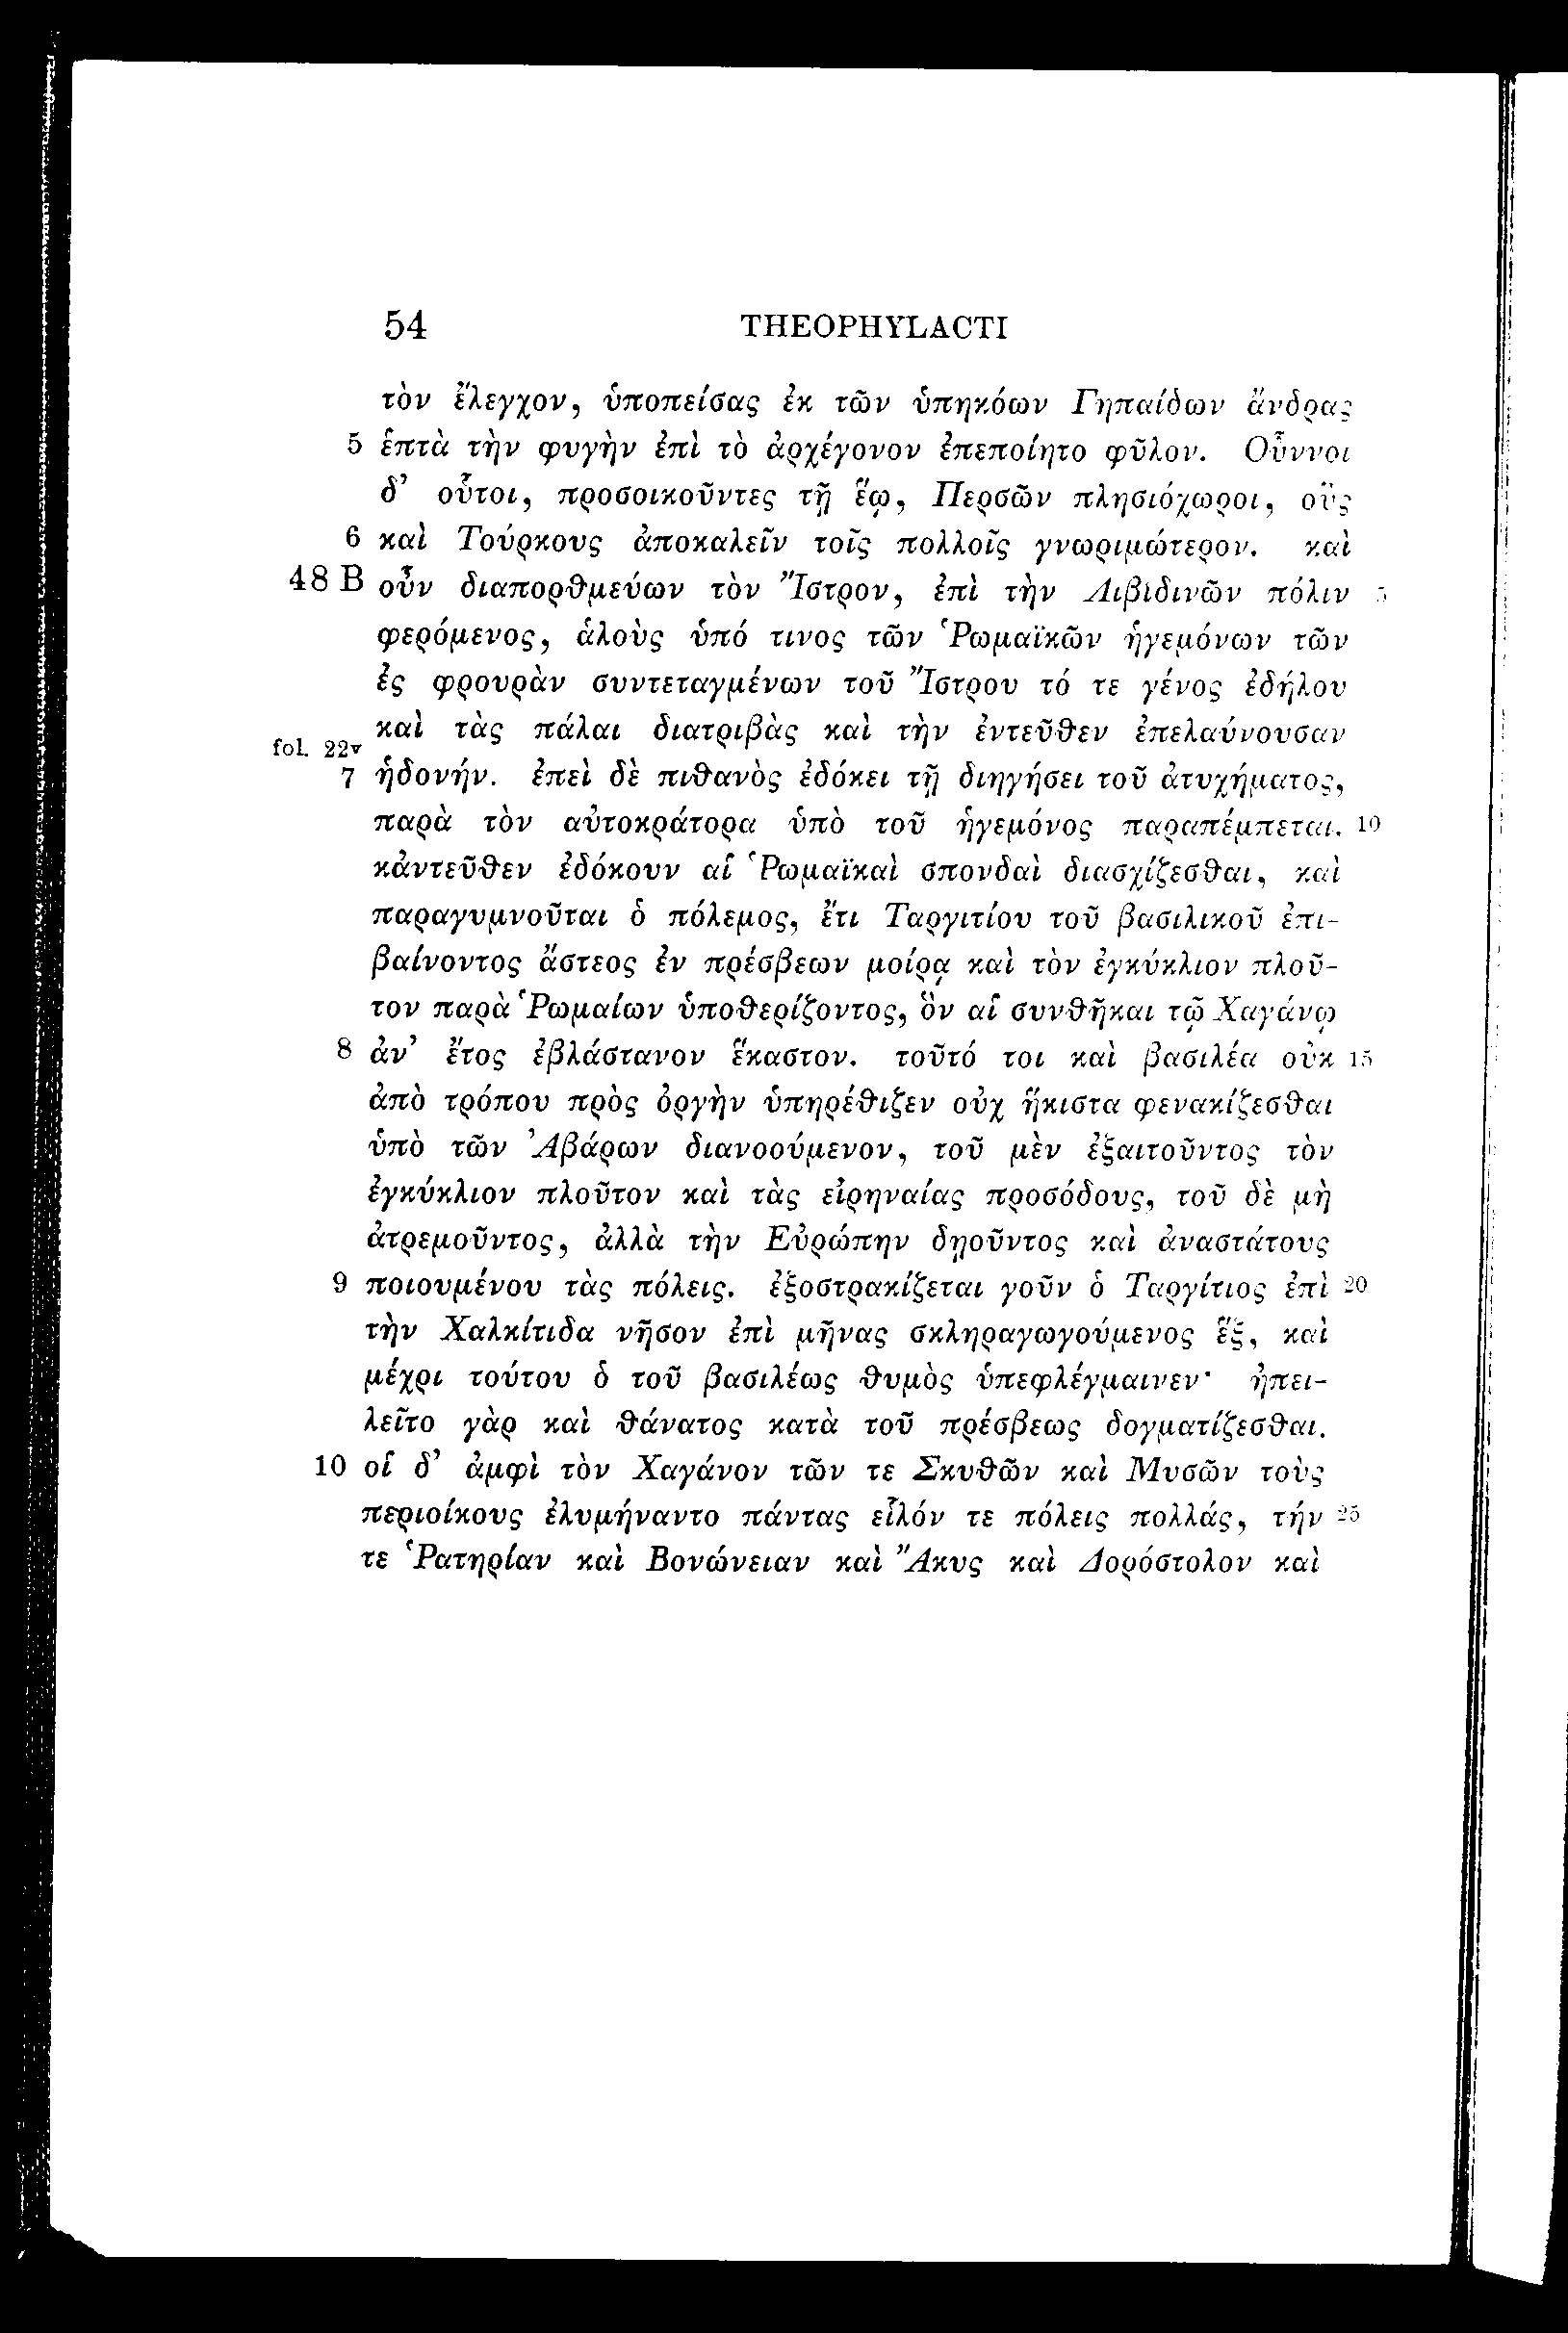 54 THEOPHYLACTI
τὸν ἔλεγχον, ὑποπείσας ἐκ τῶν ὑπηκόων Γηπαίδων ἄνδρας
5 ἑπτὰ τὴν φυγὴν ἐπὶ τὸ ἀρχέγονον ἐπεποίητο φῦλον. Οὖννοι
δ’ οὗτοι, προσοικοῦντες τῇ ἕῳ, Περσῶν πλησιόχωροι, οὓς
6 καὶ Τούρκους ἀποκαλεῖν τοῖς πολλοῖς γνωριμώτερον. καὶ
48 B οὖν διαπορθμεύων τὸν Ἴστρον, ἐπὶ τὴν Λιβιδινῶν πόλιν 5
φερόμενος, ἁλοὺς ὑπό τινος τῶν Ῥωμαϊκῶν ἡγεμόνων τῶν
ἐς φρουρὰν συντεταγμένων τοῦ Ἴστρου τό τε γένος ἐδήλου
καὶ τὰς πάλαι διατριβὰς καὶ τὴν ἐντεῦθεν ἐπελαύνουσαν
fol. 22v
7 ἡδονήν. ἐπεὶ δὲ πιθανὸς ἐδόκει τῇ διηγήσει τοῦ ἀτυχήματος,
παρὰ τὸν αὐτοκράτορα ὑπὸ τοῦ ἡγεμόνος παραπέμπεται. 10
κἀντεῦθεν ἐδόκουν αἱ Ῥωμαϊκαὶ σπονδαὶ διασχίζεσθαι, καὶ
παραγυμνοῦται ὁ πόλεμος, ἔτι Ταργιτίου τοῦ βασιλικοῦ ἐπι-
βαίνοντος ἄστεος ἐν πρέσβεων μοίρᾳ καὶ τὸν ἐγκύκλιον πλοῦ-
τον παρὰ Ῥωμαίων ὑποθερίζοντος, ὃν αἱ συνθῆκαι τῷ Χαγάνῳ
8 ἀν’ ἔτος ἐβλάστανον ἕκαστον. τοῦτό τοι καὶ βασιλέα οὐκ 15
ἀπὸ τρόπου πρὸς ὀργὴν ὑπηρέθιζεν οὐχ ἥκιστα φενακίζεσθαι
ὑπὸ τῶν Ἀβάρων διανοούμενον, τοῦ μὲν ἐξαιτοῦντος τὸν
ἐγκύκλιον πλοῦτον καὶ τὰς εἰρηναίας προσόδους, τοῦ δὲ μὴ
ἀτρεμοῦντος, ἀλλὰ τὴν Εὐρώπην δῃοῦντος καὶ ἀναστάτους
9 ποιουμένου τὰς πόλεις. ἐξοστρακίζεται γοῦν ὁ Ταργίτιος ἐπὶ 20
τὴν Χαλκίτιδα νῆσον ἐπὶ μῆνας σκληραγωγούμενος ἕξ, καὶ
μέχρι τούτου ὁ τοῦ βασιλέως θυμὸς ὑπεφλέγμαινεν· ἠπει-
λεῖτο γὰρ καὶ θάνατος κατὰ τοῦ πρέσβεως δογματίζεσθαι.
10 οἱ δ’ ἀμφὶ τὸν Χαγάνον τῶν τε Σκυθῶν καὶ Μυσῶν τοὺς
περιοίκους ἐλυμήναντο πάντας εἷλόν τε πόλεις πολλάς, τήν 25
τε Ῥατηρίαν καὶ Βονώνειαν καὶ Ἄκυς καὶ Δορόστολον καὶ